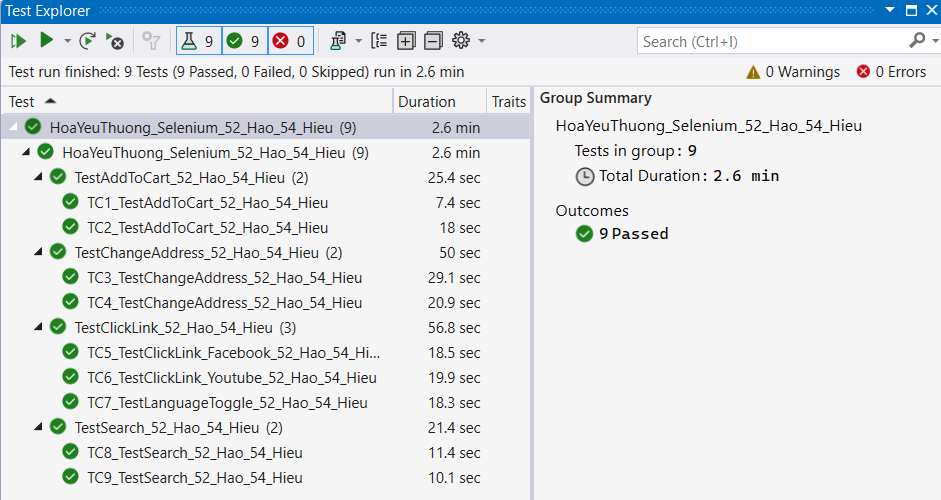 Test Explorer
9 9 0 Search (Ctrl+I)
Test run finished: 9 Tests (9 Passed, 0 Failed, 0 Skipped) run in 2.6 min 0 Warnings 0 Errors
Test Duration Traits
HoaYeuThuong_Selenium_52_Hao_54_Hieu (9) 2.6 min
HoaYeuThuong_Selenium_52_Hao_54_Hieu (9) 2.6 min
TestAddToCart_52_Hao_54_Hieu (2) 25.4 sec
TC1_TestAddToCart_52_Hao_54_Hieu 7.4 sec
TC2_TestAddToCart_52_Hao_54_Hieu 18 sec
TestChangeAddress_52_Hao_54_Hieu (2) 50 sec
TC3_TestChangeAddress_52_Hao_54_Hieu 29.1 sec
TC4_TestChangeAddress_52_Hao_54_Hieu 20.9 sec
TestClickLink_52_Hao_54_Hieu (3) 56.8 sec
TC5_TestClickLink_Facebook_52_Hao_54_Hi... 18.5 sec
TC6_TestClickLink_Youtube_52_Hao_54_Hieu 19.9 sec
TC7_TestLanguageToggle_52_Hao_54_Hieu 18.3 sec
TestSearch_52_Hao_54_Hieu (2) 21.4 sec
TC8_TestSearch_52_Hao_54_Hieu 11.4 sec
TC9_TestSearch_52_Hao_54_Hieu 10.1 sec
Group Summary
HoaYeuThuong_Selenium_52_Hao_54_Hieu
Tests in group: 9
Total Duration: 2.6 min
Outcomes
9 Passed